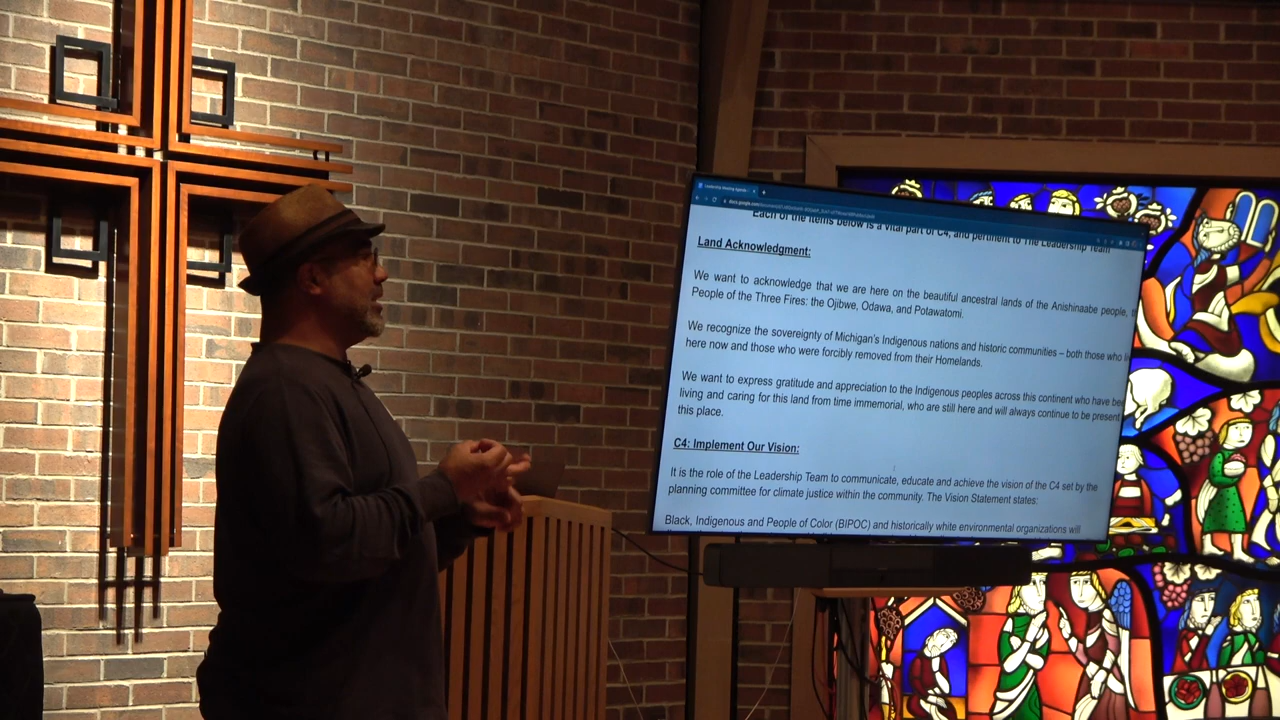 Leadership Meeting Agenda
Each of the items below is a vital part of C4, and pertinent to The Leadership Team
Land Acknowledgment:
We want to acknowledge that we are here on the beautiful ancestral lands of the Anishinaabe people,
People of the Three Fires: the Ojibwe, Odawa, and Potawatomi.
We recognize the sovereignty of Michigan's Indigenous nations and historic communities – both those who
here now and those who were forcibly removed from their Homelands.
We want to express gratitude and appreciation to the Indigenous peoples across this continent who have
living and caring for this land from time immemorial, who are still here and will always continue to be present
this place.
C4: Implement Our Vision:
It is the role of the Leadership Team to communicate, educate and achieve the vision of the C4 set by the
planning committee for climate justice within the community. The Vision Statement states:
Black, Indigenous and People of Color (BIPOC) and historically white environmental organizations will